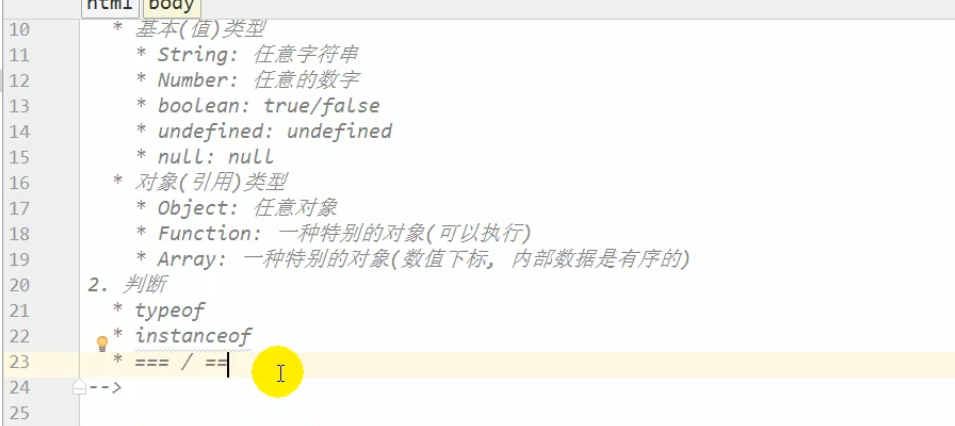 html body
10 * 基本(值)类型
11 * String: 任意字符串
12 * Number: 任意的数字
13 * boolean: true/false
14 * undefined: undefined
15 * null: null
16 * 对象(引用)类型
17 * Object: 任意对象
18 * Function: 一种特别的对象(可以执行)
19 * Array: 一种特别的对象(数值下标, 内部数据是有序的)
20 2. 判断
21 * typeof
22 * instanceof
23 * === / ==
24 -->
25